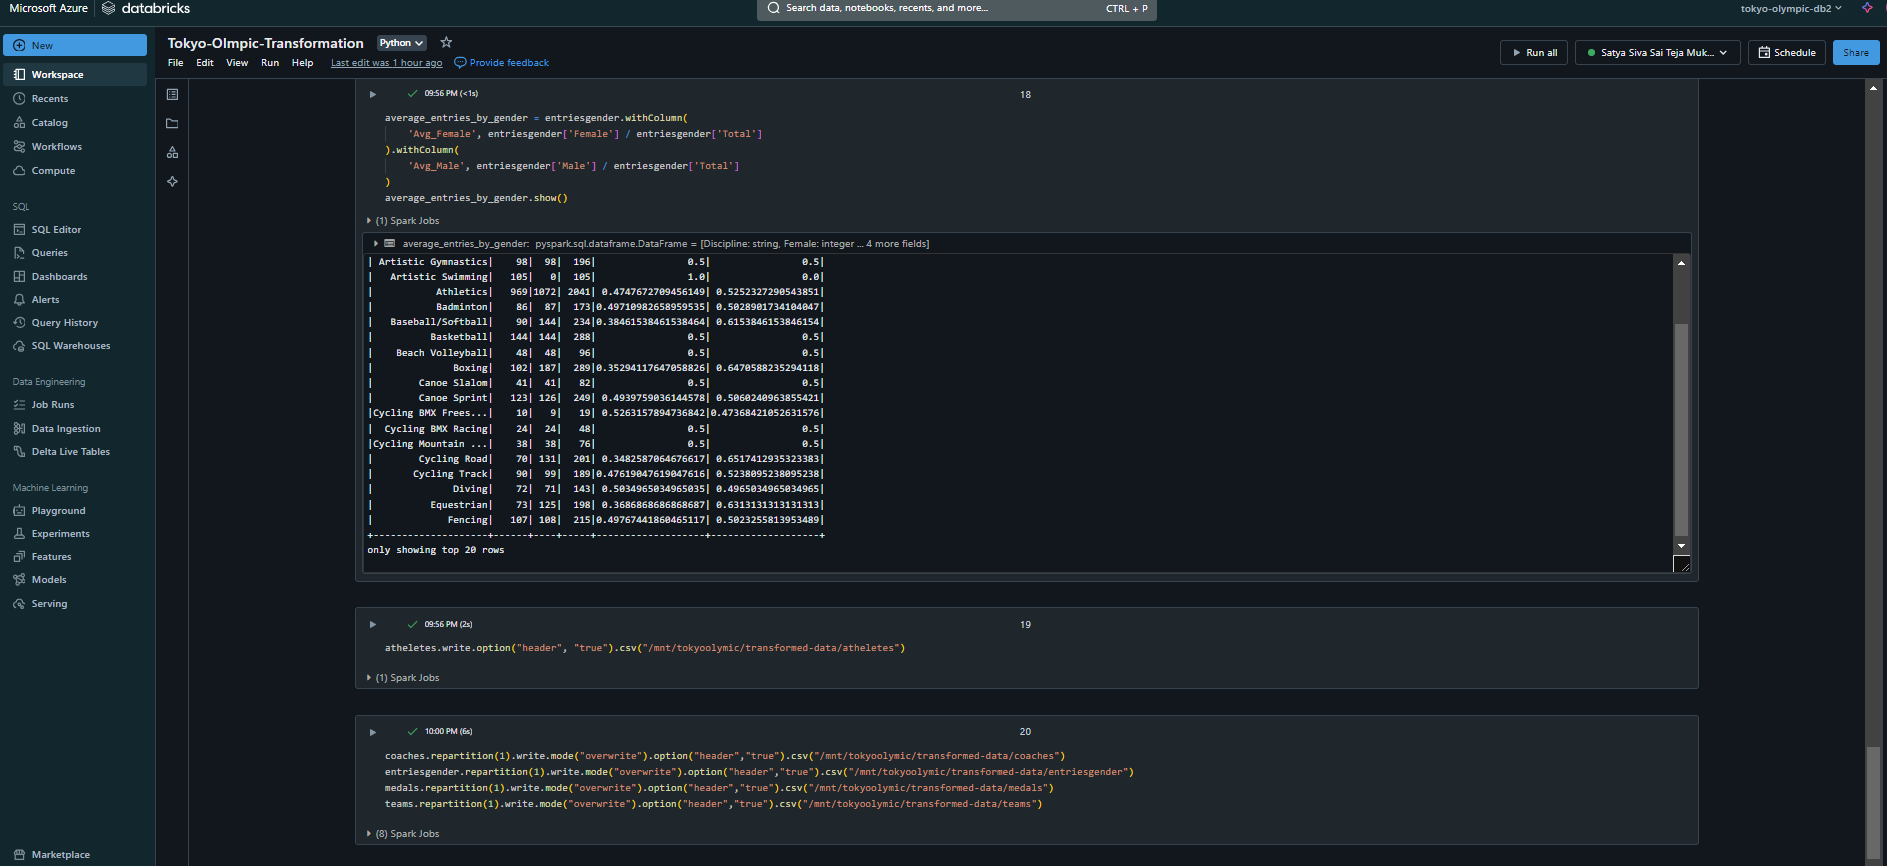 Microsoft Azure databricks
Search data, notebooks, recents, and more... CTRL + P
tokyo-olympic-db2
New
Workspace
Recents
Catalog
Workflows
Compute
SQL
SQL Editor
Queries
Dashboards
Alerts
Query History
SQL Warehouses
Data Engineering
Job Runs
Data Ingestion
Delta Live Tables
Machine Learning
Playground
Experiments
Features
Models
Serving
Marketplace
Tokyo-Olmpic-Transformation Python
File Edit View Run Help Last edit was 1 hour ago Provide feedback
Run all Satya Siva Sai Teja Muk... Schedule Share
09:56 PM (<1s) 18
average_entries_by_gender = entriesgender.withColumn(
'Avg_Female', entriesgender['Female'] / entriesgender['Total']
).withColumn(
'Avg_Male', entriesgender['Male'] / entriesgender['Total']
)
average_entries_by_gender.show()
(1) Spark Jobs
average_entries_by_gender: pyspark.sql.dataframe.DataFrame = [Discipline: string, Female: integer ... 4 more fields]
| Artistic Gymnastics| 98| 98| 196| 0.5| 0.5|
| Artistic Swimming| 105| 0| 105| 1.0| 0.0|
| Athletics| 969|1072| 2041| 0.4747672709456149| 0.5252327290543851|
| Badminton| 86| 87| 173|0.49710982658959535| 0.5028901734104047|
| Baseball/Softball| 90| 144| 234|0.38461538461538464| 0.6153846153846154|
| Basketball| 144| 144| 288| 0.5| 0.5|
| Beach Volleyball| 48| 48| 96| 0.5| 0.5|
| Boxing| 102| 187| 289|0.35294117647058826| 0.6470588235294118|
| Canoe Slalom| 41| 41| 82| 0.5| 0.5|
| Canoe Sprint| 123| 126| 249| 0.4939759036144578| 0.5060240963855421|
|Cycling BMX Frees...| 10| 9| 19| 0.5263157894736842|0.47368421052631576|
| Cycling BMX Racing| 24| 24| 48| 0.5| 0.5|
|Cycling Mountain ...| 38| 38| 76| 0.5| 0.5|
| Cycling Road| 70| 131| 201| 0.3482587064676617| 0.6517412935323383|
| Cycling Track| 90| 99| 189|0.47619047619047616| 0.5238095238095238|
| Diving| 72| 71| 143| 0.5034965034965035| 0.4965034965034965|
| Equestrian| 73| 125| 198| 0.3686868686868687| 0.6313131313131313|
| Fencing| 107| 108| 215|0.49767441860465117| 0.5023255813953489|
+--------------------+------+----+-----+-------------------+-------------------+
only showing top 20 rows
09:56 PM (2s) 19
atheletes.write.option("header", "true").csv("/mnt/tokyoolymic/transformed-data/atheletes")
(1) Spark Jobs
10:00 PM (6s) 20
coaches.repartition(1).write.mode("overwrite").option("header","true").csv("/mnt/tokyoolymic/transformed-data/coaches")
entriesgender.repartition(1).write.mode("overwrite").option("header","true").csv("/mnt/tokyoolymic/transformed-data/entriesgender")
medals.repartition(1).write.mode("overwrite").option("header","true").csv("/mnt/tokyoolymic/transformed-data/medals")
teams.repartition(1).write.mode("overwrite").option("header","true").csv("/mnt/tokyoolymic/transformed-data/teams")
(8) Spark Jobs